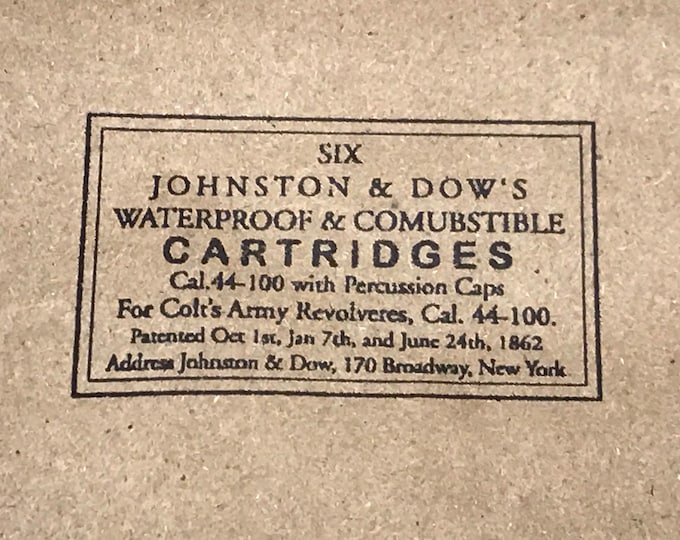 SIX
JOHNSTON & DOW'S
WATERPROOF & COMUBSTIBLE
CARTRIDGES
Cal.44-100 with Percussion Caps
For Colt's Army Revolveres, Cal. 44-100.
Patented Oct 1st, Jan 7th, and June 24th, 1862
Address Johnston & Dow, 170 Broadway, New York